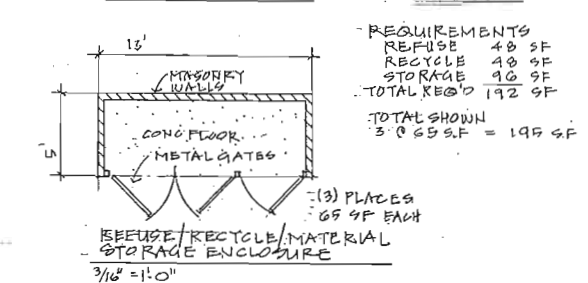 13'
REQUIREMENTS
REFUSE 48 SF
RECYCLE 48 SF
STORAGE 96 SF
TOTAL REQ'D 192 SF
TOTAL SHOWN
3 @ 65 S.F = 195 S.F
MASONRY
WALLS
5'
CONC FLOOR
METAL GATES
(3) PLACES
65 SF EACH
REFUSE/RECYCLE/MATERIAL
STORAGE ENCLOSURE
3/16" = 1'-0"